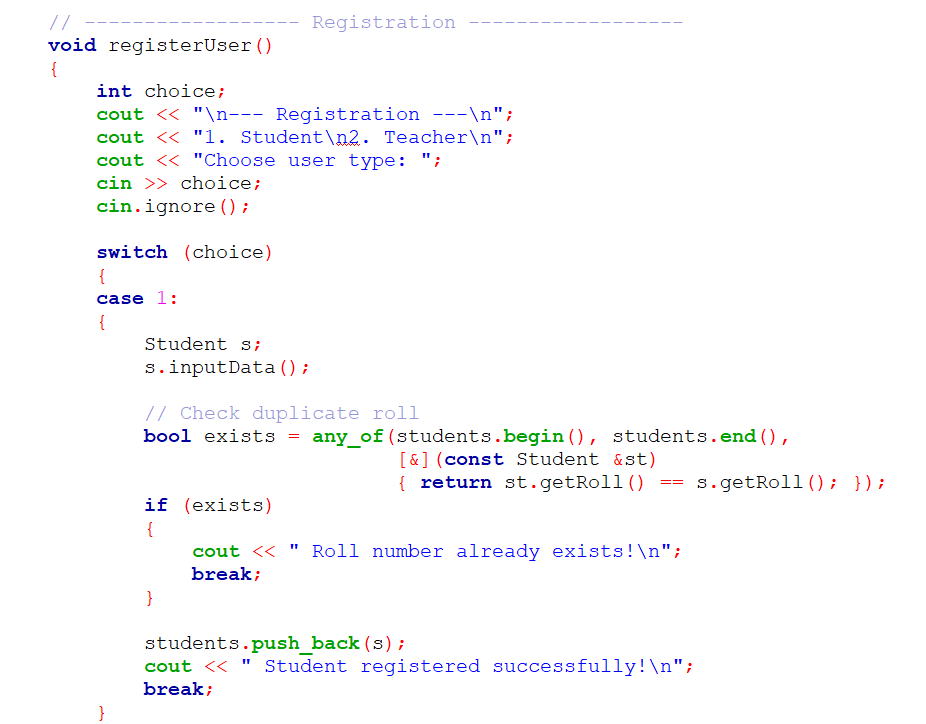 // ------------------ Registration ------------------
void registerUser()
{
    int choice;
    cout << "\n--- Registration ---\n";
    cout << "1. Student\n2. Teacher\n";
    cout << "Choose user type: ";
    cin >> choice;
    cin.ignore();

    switch (choice)
    {
    case 1:
    {
        Student s;
        s.inputData();

        // Check duplicate roll
        bool exists = any_of(students.begin(), students.end(),
                             [&](const Student &st)
                             { return st.getRoll() == s.getRoll(); });
        if (exists)
        {
            cout << " Roll number already exists!\n";
            break;
        }

        students.push_back(s);
        cout << " Student registered successfully!\n";
        break;
    }